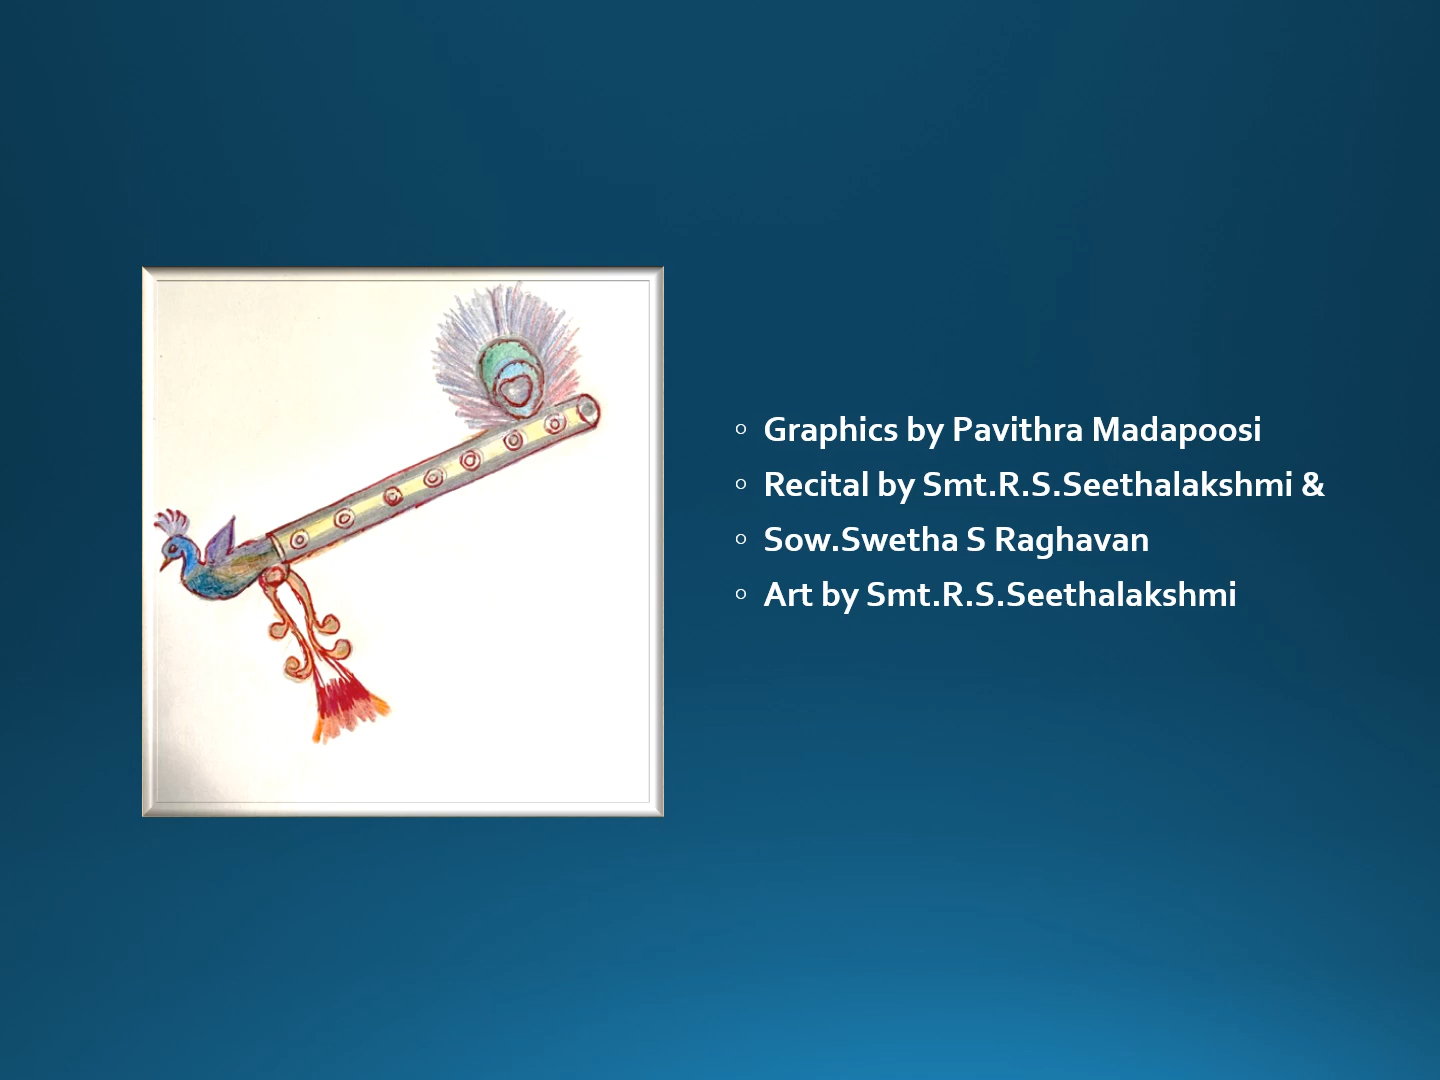 Graphics by Pavithra Madapoosi
Recital by Smt.R.S.Seethalakshmi &
Sow.Swetha S Raghavan
Art by Smt.R.S.Seethalakshmi